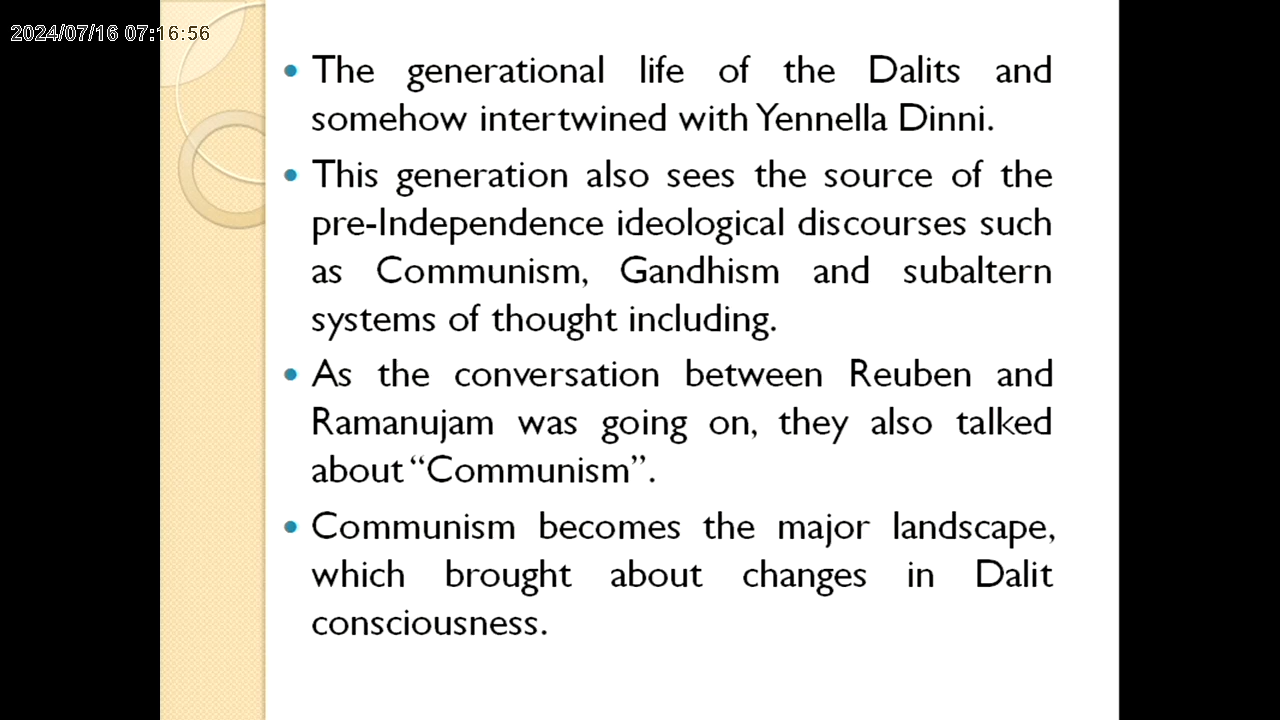 2024/07/16 07:16:56
• The generational life of the Dalits and
somehow intertwined with Yennella Dinni.
• This generation also sees the source of the
pre-Independence ideological discourses such
as Communism, Gandhism and subaltern
systems of thought including.
• As the conversation between Reuben and
Ramanujam was going on, they also talked
about “Communism”.
• Communism becomes the major landscape,
which brought about changes in Dalit
consciousness.